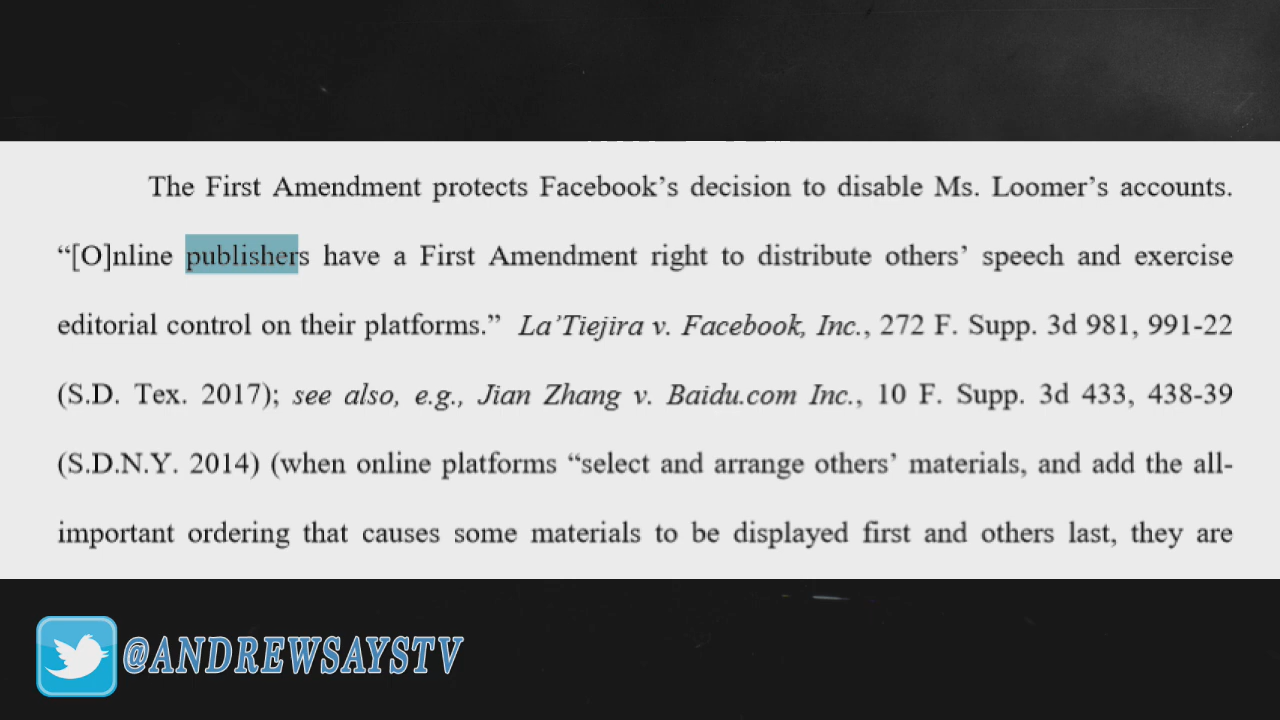 The First Amendment protects Facebook’s decision to disable Ms. Loomer’s accounts.
“[O]nline publishers have a First Amendment right to distribute others’ speech and exercise
editorial control on their platforms.” La’Tiejira v. Facebook, Inc., 272 F. Supp. 3d 981, 991-22
(S.D. Tex. 2017); see also, e.g., Jian Zhang v. Baidu.com Inc., 10 F. Supp. 3d 433, 438-39
(S.D.N.Y. 2014) (when online platforms “select and arrange others’ materials, and add the all-
important ordering that causes some materials to be displayed first and others last, they are
@ANDREWSAYSTV